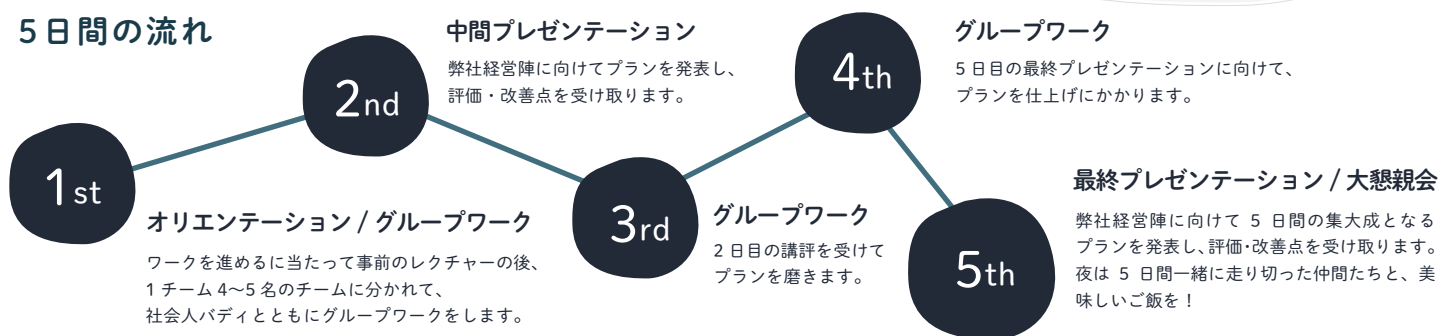 5日間の流れ
1st
オリエンテーション / グループワーク
ワークを進めるに当たって事前のレクチャーの後、
1チーム4〜5名のチームに分かれて、
社会人バディとともにグループワークをします。
2nd
中間プレゼンテーション
弊社経営陣に向けてプランを発表し、
評価・改善点を受け取ります。
3rd
グループワーク
2日目の講評を受けて
プランを磨きます。
4th
グループワーク
5日目の最終プレゼンテーションに向けて、
プランを仕上げにかかります。
5th
最終プレゼンテーション / 大懇親会
弊社経営陣に向けて 5 日間の集大成となる
プランを発表し、評価・改善点を受け取ります。
夜は 5 日間一緒に走り切った仲間たちと、美
味しいご飯を！